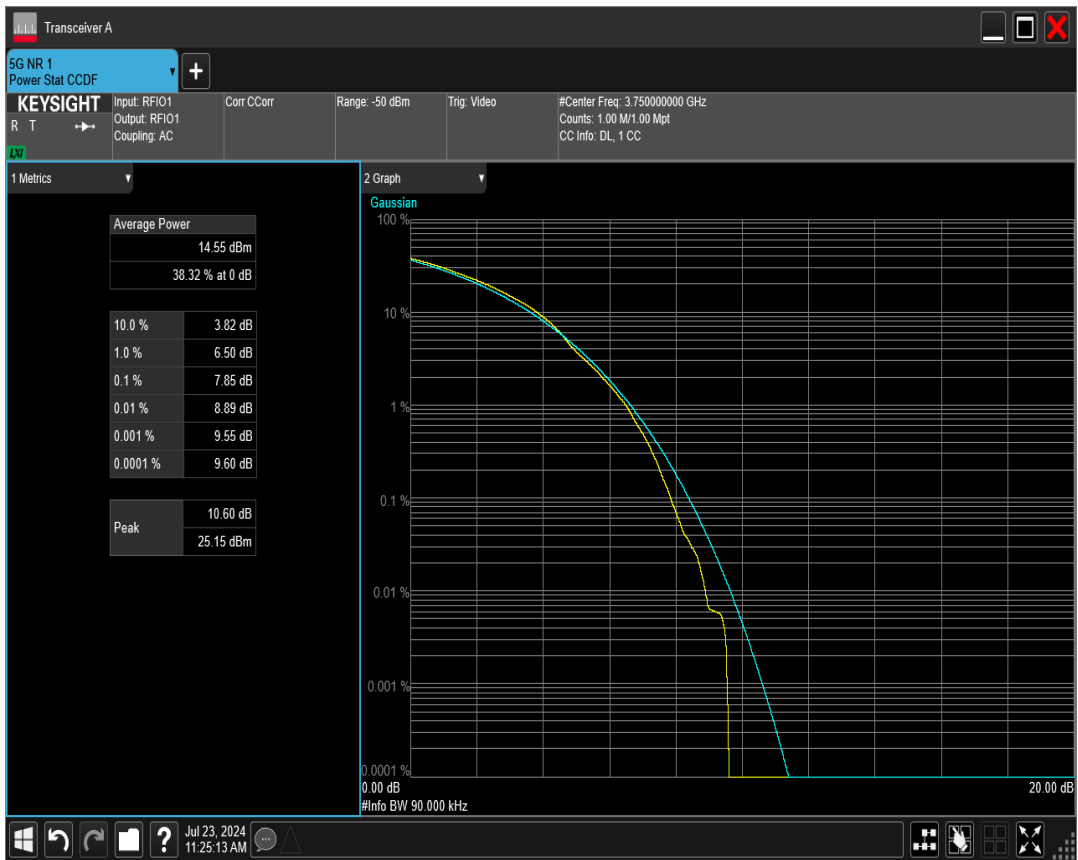 Transceiver A
5G NR 1
Power Stat CCDF
+
KEYSIGHT
R T
LXI
Input: RFIO1
Output: RFIO1
Coupling: AC
Corr CCorr
Range: -50 dBm
Trig: Video
#Center Freq: 3.750000000 GHz
Counts: 1.00 M/1.00 Mpt
CC Info: DL, 1 CC
1 Metrics
Average Power
14.55 dBm
38.32 % at 0 dB
10.0 % 3.82 dB
1.0 % 6.50 dB
0.1 % 7.85 dB
0.01 % 8.89 dB
0.001 % 9.55 dB
0.0001 % 9.60 dB
Peak
10.60 dB
25.15 dBm
2 Graph
Gaussian
100 %
10 %
1 %
0.1 %
0.01 %
0.001 %
0.0001 %
0.00 dB
20.00 dB
#Info BW 90.000 kHz
?
Jul 23, 2024
11:25:13 AM